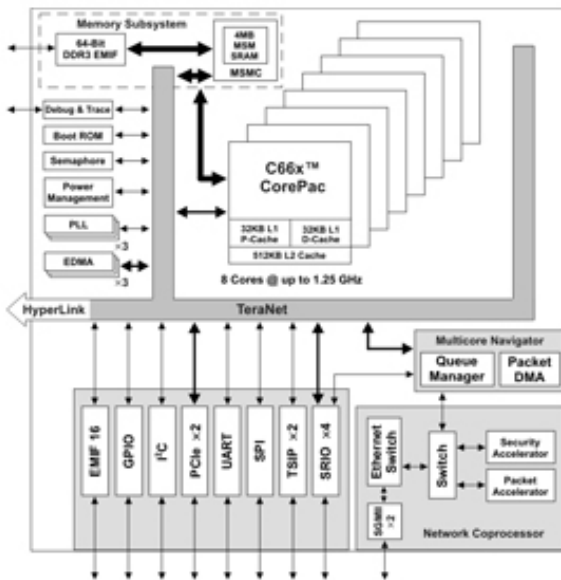 Memory Subsystem
64-Bit
DDR3 EMIF
4MB
MSM
SRAM
MSMC
Debug & Trace
Boot ROM
Semaphore
Power
Management
PLL
×3
EDMA
×3
C66x™
CorePac
32KB L1
P-Cache
32KB L1
D-Cache
512KB L2 Cache
8 Cores @ up to 1.25 GHz
HyperLink
TeraNet
Multicore Navigator
Queue
Manager
Packet
DMA
EMIF 16
GPIO
I²C
PCIe ×2
UART
SPI
TSIP ×2
SRIO ×4
Ethernet
Switch
SGMII
×2
Switch
Security
Accelerator
Packet
Accelerator
Network Coprocessor